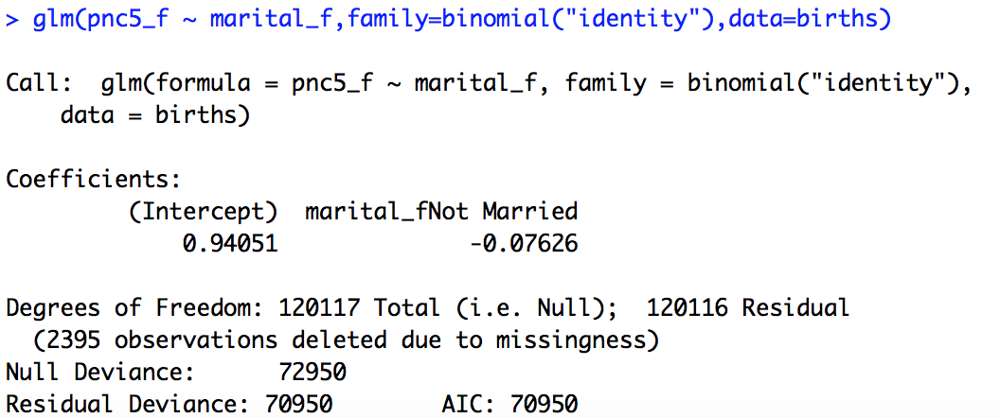 > glm(pnc5_f ~ marital_f,family=binomial("identity"),data=births)
Call:  glm(formula = pnc5_f ~ marital_f, family = binomial("identity"),
    data = births)
Coefficients:
         (Intercept)  marital_fNot Married
             0.94051              -0.07626
Degrees of Freedom: 120117 Total (i.e. Null);  120116 Residual
  (2395 observations deleted due to missingness)
Null Deviance:      72950
Residual Deviance: 70950        AIC: 70950